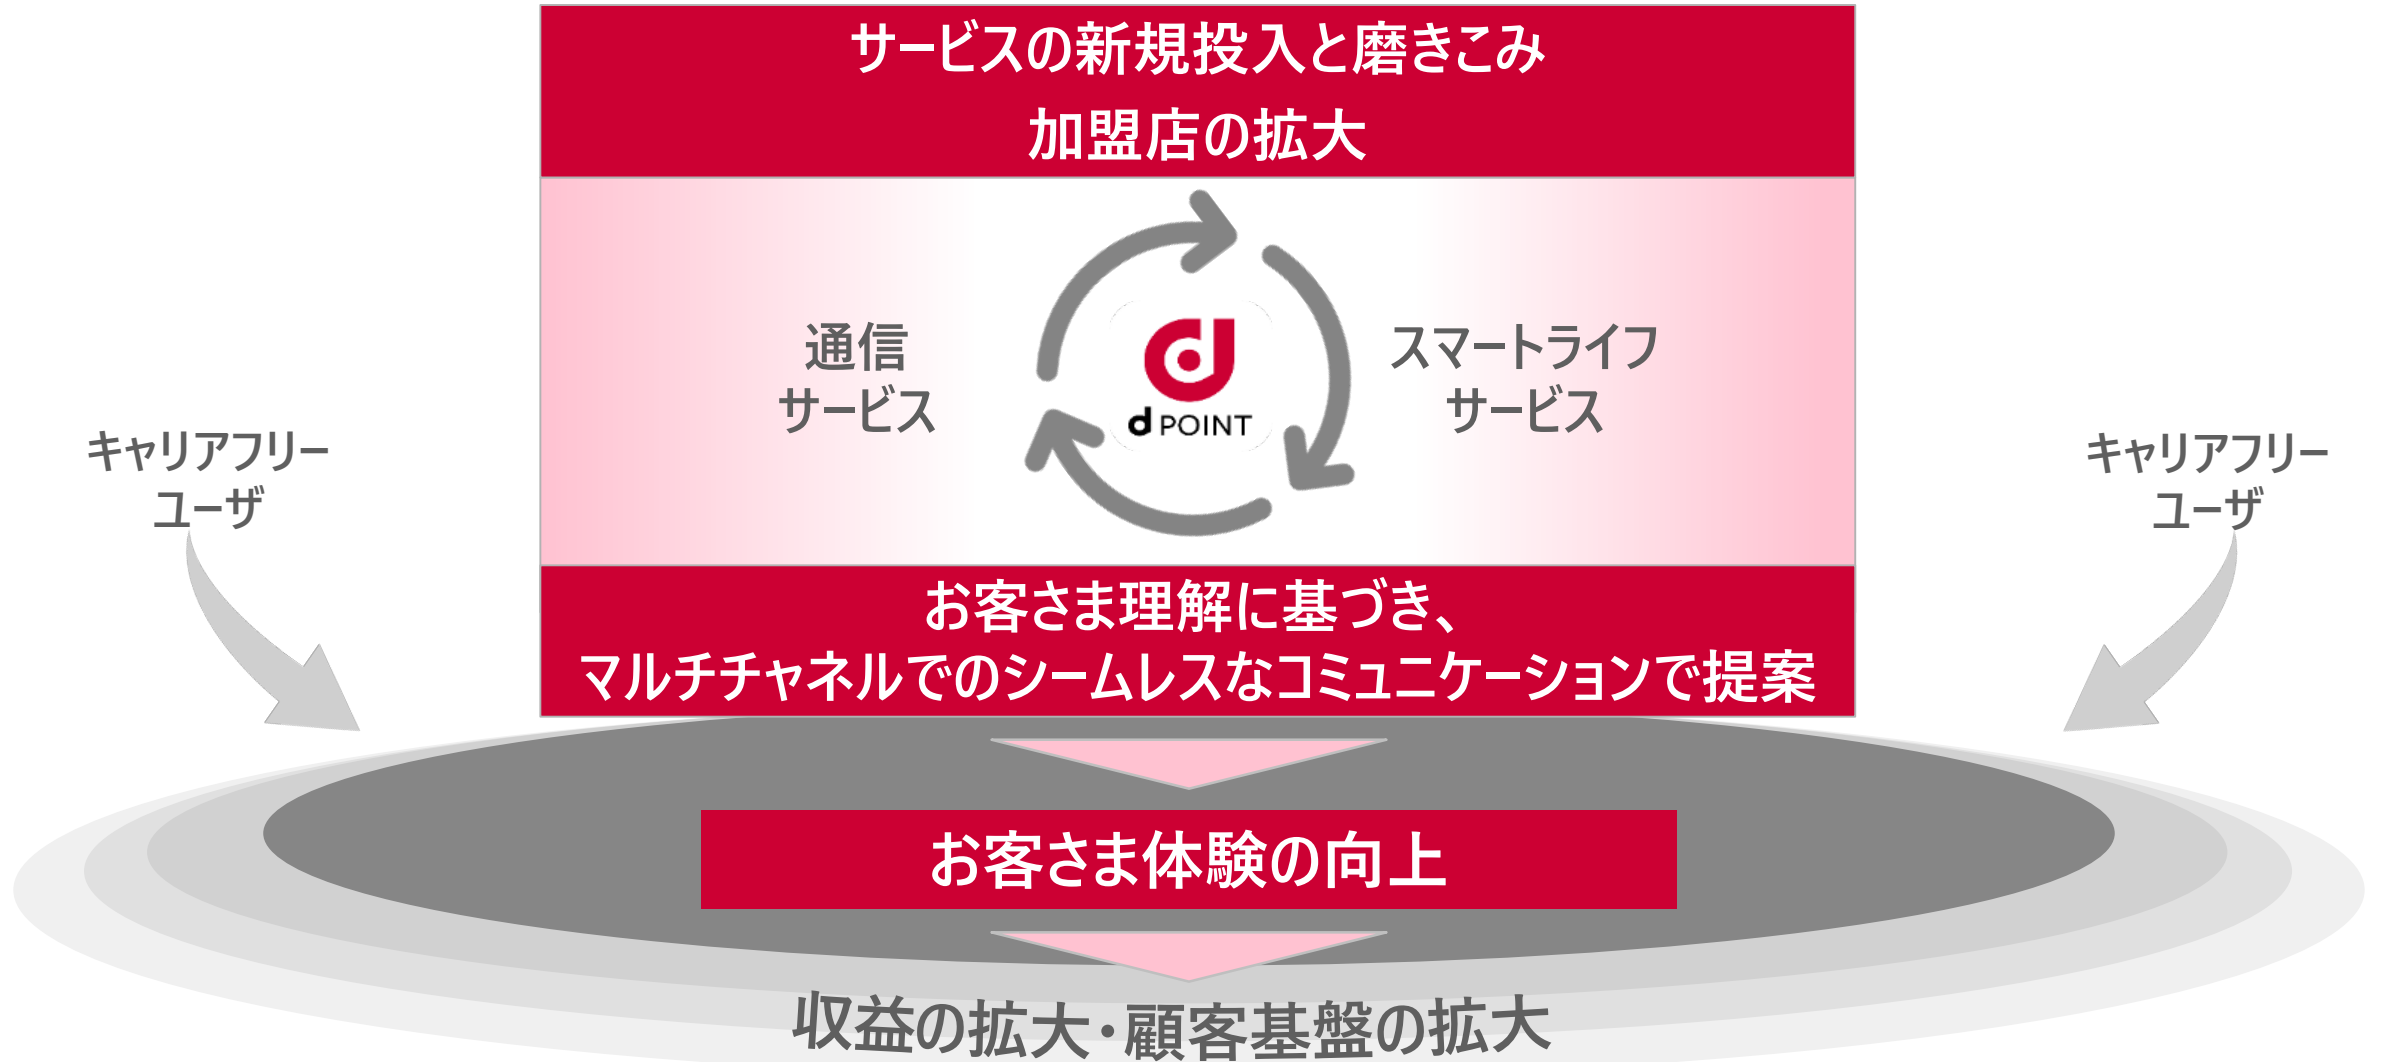 サービスの新規投入と磨きこみ
加盟店の拡大
通信
サービス
d POINT
スマートライフ
サービス
キャリアフリー
ユーザ
キャリアフリー
ユーザ
お客さま理解に基づき、
マルチチャネルでのシームレスなコミュニケーションで提案
お客さま体験の向上
収益の拡大・顧客基盤の拡大